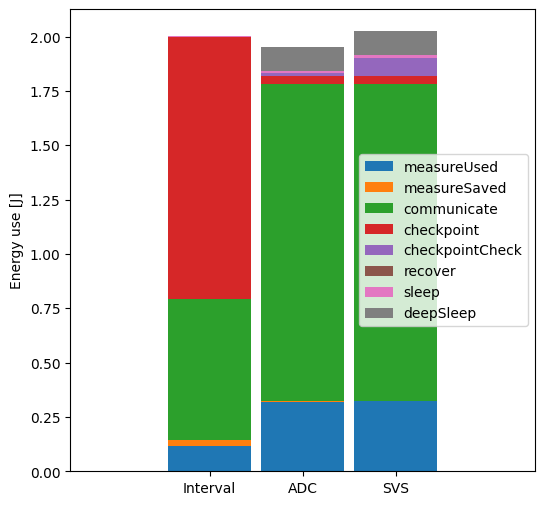 Energy use [J]
2.00
1.75
1.50
1.25
1.00
0.75
0.50
0.25
0.00
measureUsed
measureSaved
communicate
checkpoint
checkpointCheck
recover
sleep
deepSleep
Interval
ADC
SVS